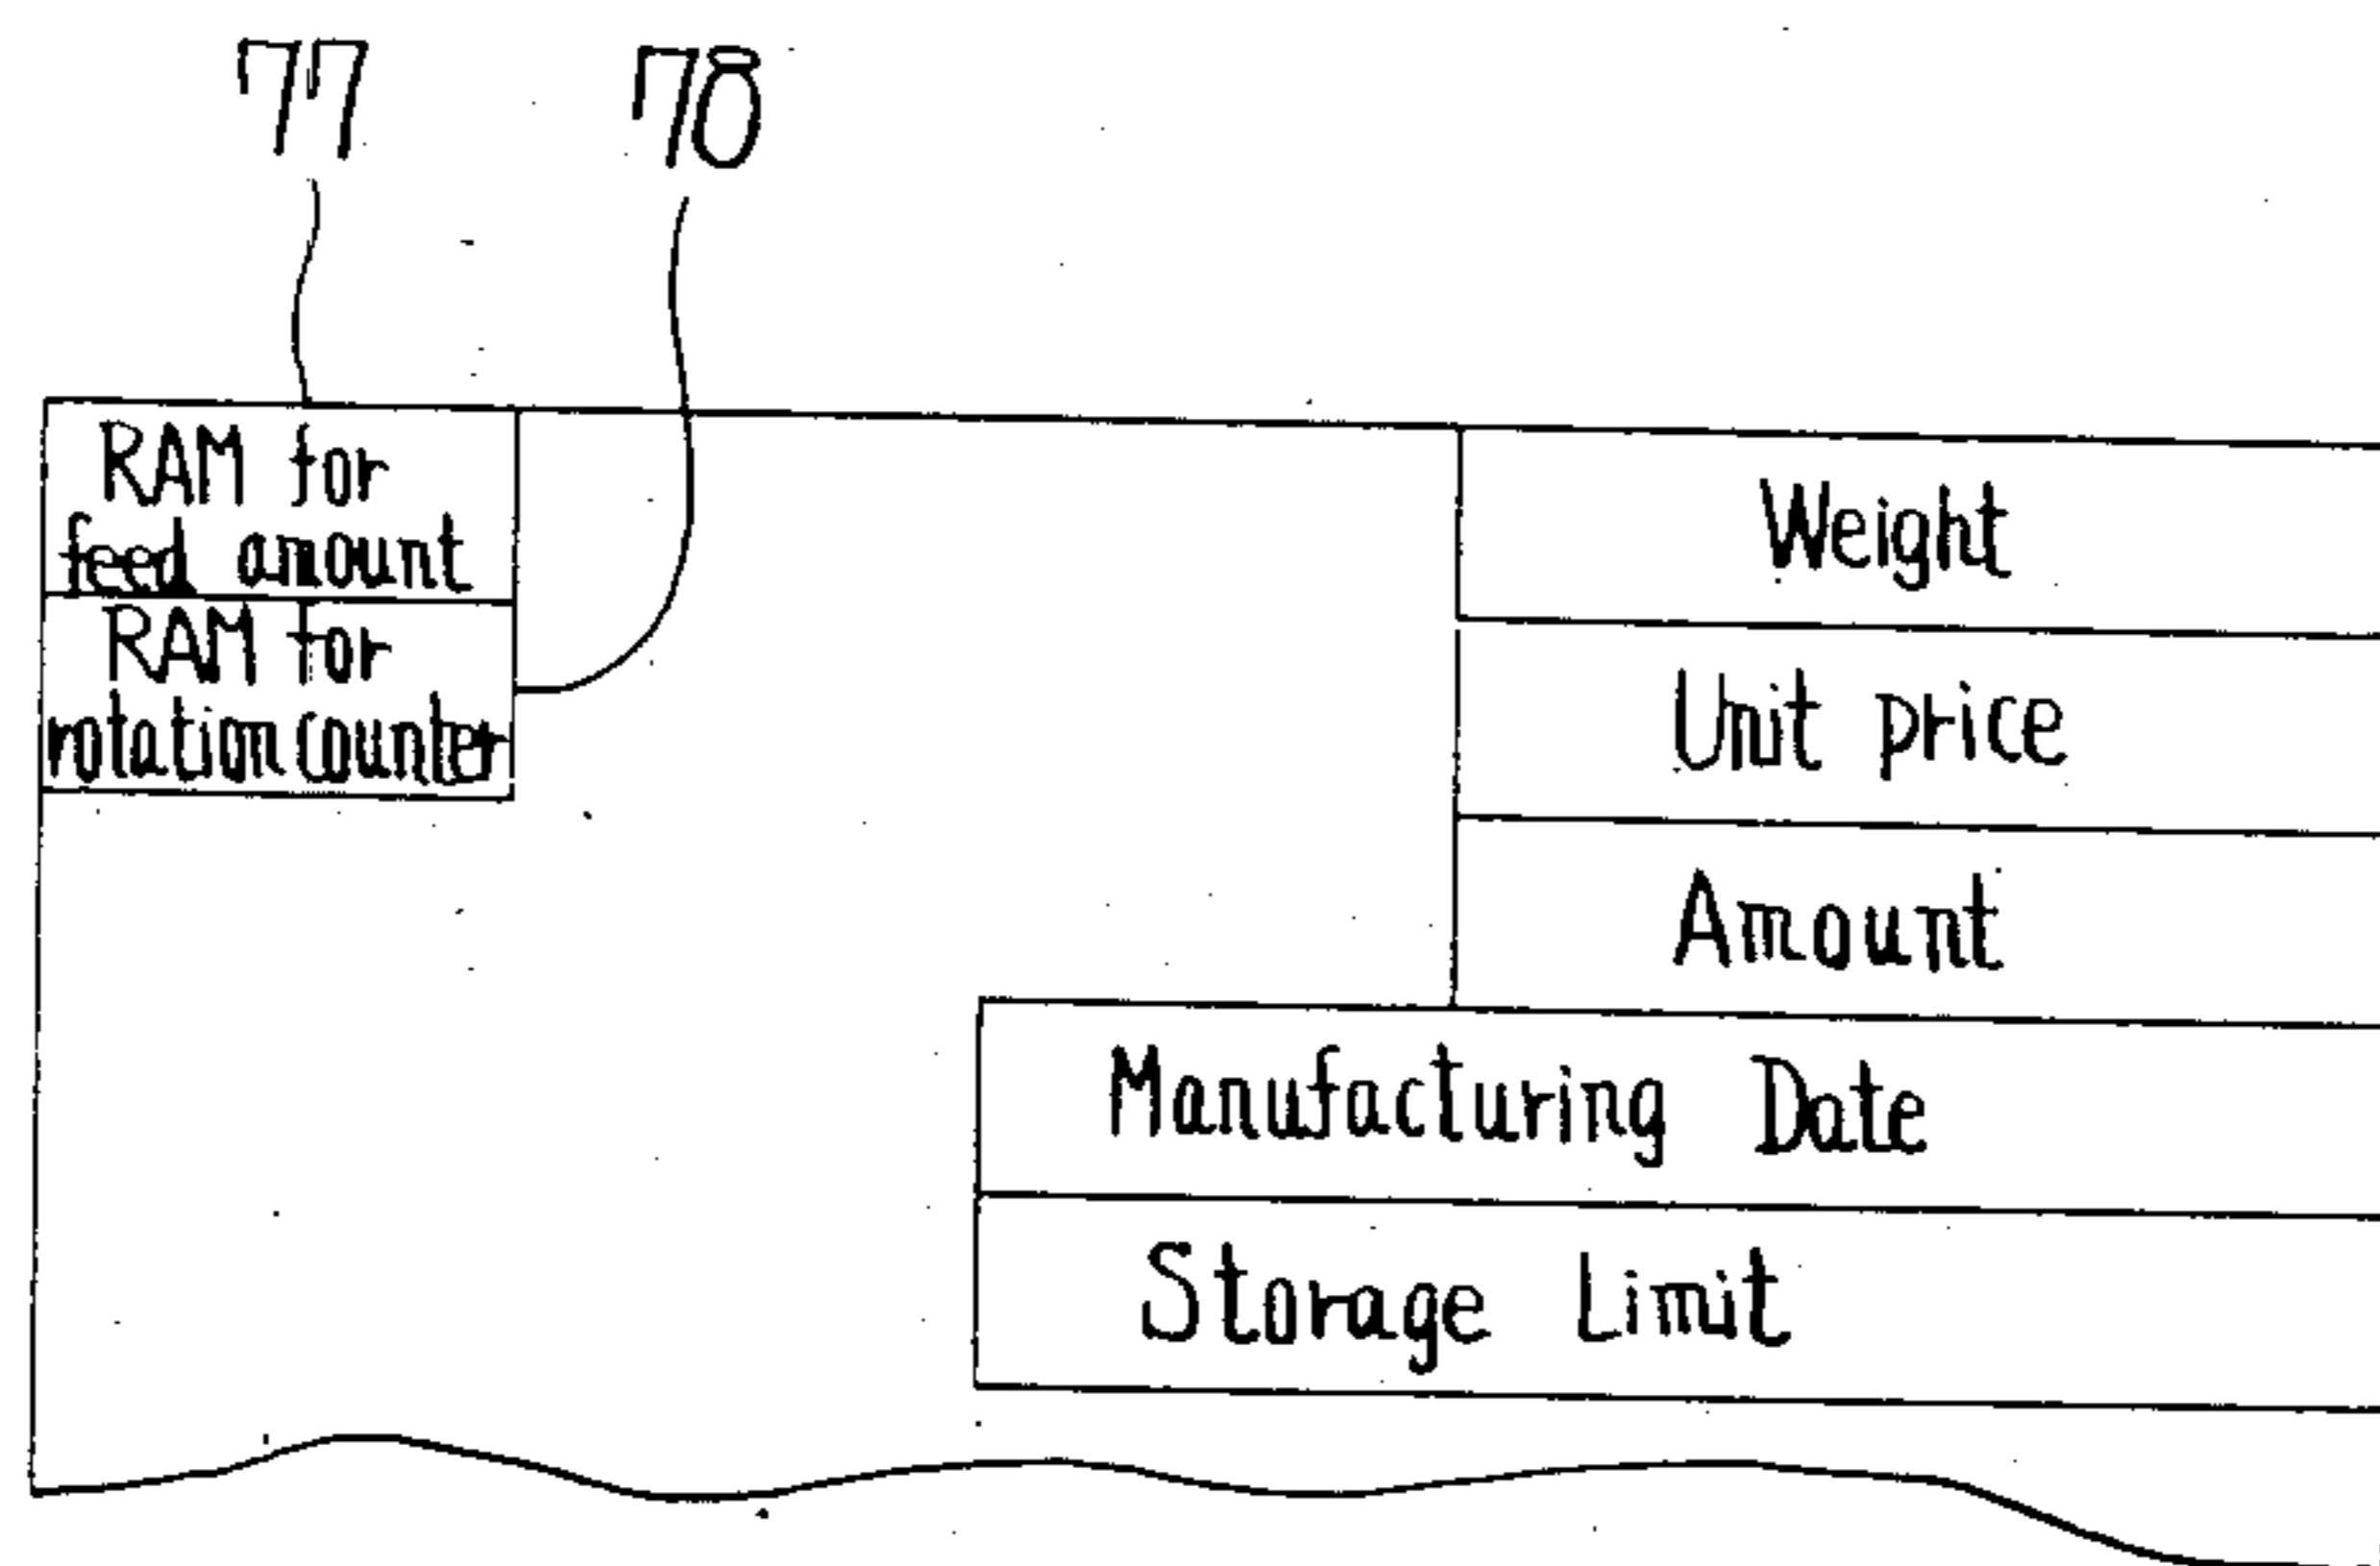 77 78
RAM for
feed amount
RAM for
rotation counter
Weight
Unit price
Amount
Manufacturing Date
Storage Limit